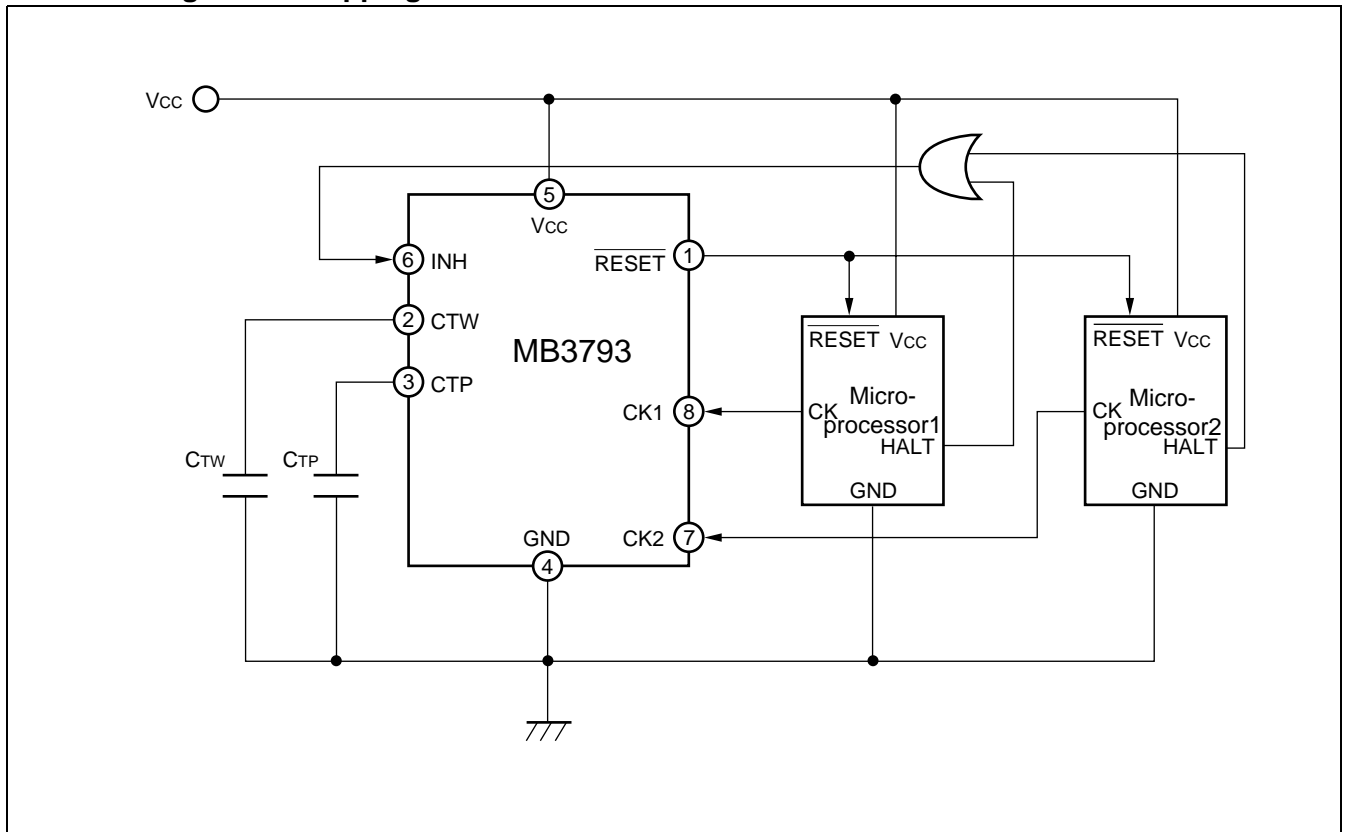 Vcc
5
Vcc
6 INH
RESET 1
2 CTW
MB3793
3 CTP
CK1 8
CTW
CTP
GND
4
CK2 7
RESET Vcc
CK
Micro-
processor1
HALT
GND
RESET Vcc
CK
Micro-
processor2
HALT
GND